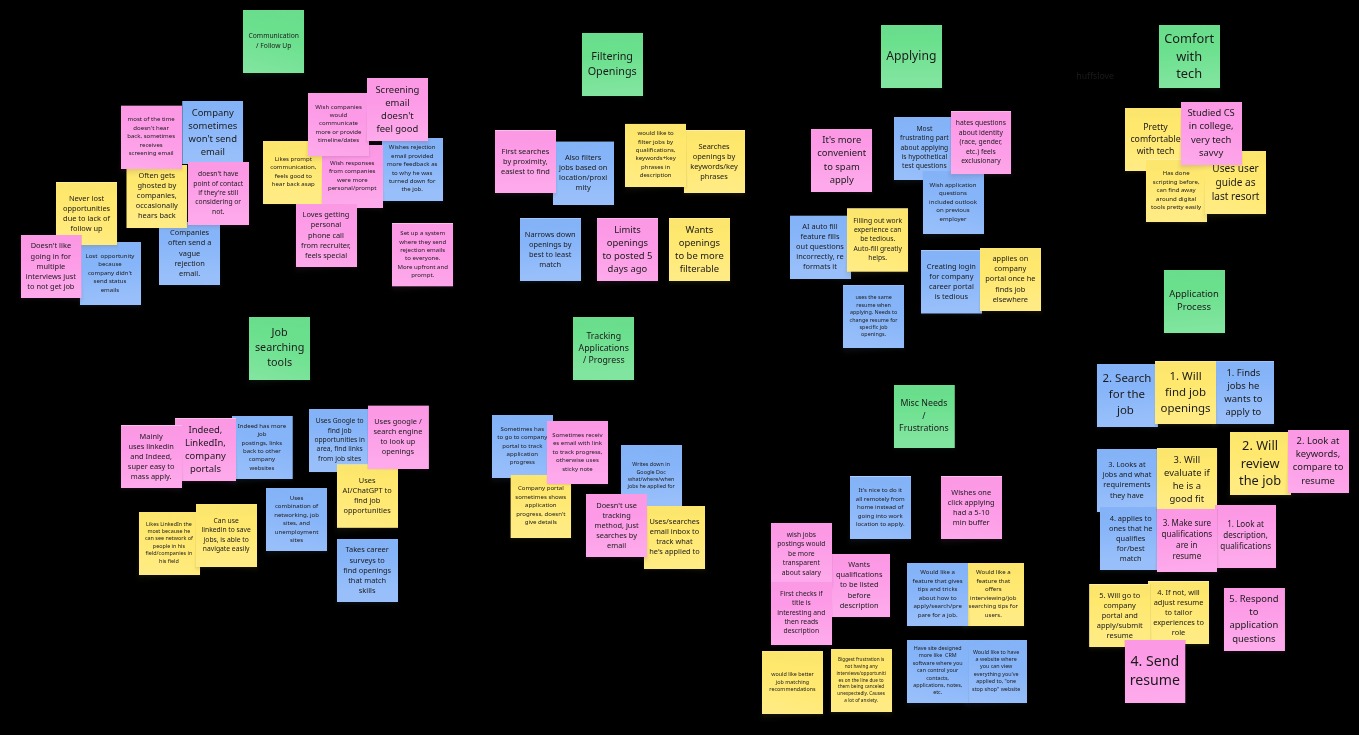 Communication
/ Follow Up
most of the time
doesn't hear
back, sometimes
receives
screening email
Company
sometimes
won't send
email
Often gets
ghosted by
companies,
occasionally
hears back
doesn't have
point of contact
if they're still
considering or
not.
Never lost
opportunities
due to lack of
follow up
Companies
often send a
vague
rejection
email.
Doesn't like
going in for
multiple
interviews just
to not get job
Lost opportunity
because
company didn't
send status
emails
Wish companies
would
communicate
more or provide
timeline/dates
Screening
email
doesn't
feel good
Likes prompt
communication,
feels good to
hear back asap
Wish responses
from companies
were more
personal/prompt
Wishes rejection
email provided
more feedback as
to why he was
turned down for
the job.
Loves getting
personal
phone call
from recruiter,
feels special
Set up a system
where they send
rejection emails
to everyone.
More upfront and
prompt.
Filtering
Openings
First searches
by proximity,
easiest to find
Also filters
jobs based on
location/proxi
mity
would like to
filter jobs by
qualifications,
keywords+key
phrases in
description
Searches
openings by
keywords/key
phrases
Narrows down
openings by
best to least
match
Limits
openings
to posted 5
days ago
Wants
openings
to be more
filterable
Applying
It's more
convenient
to spam
apply
Most
frustrating part
about applying
is hypothetical
test questions
hates questions
about identity
(race, gender,
etc.) feels
exclusionary
Wish application
questions
included outlook
on previous
employer
AI auto fill
feature fills
out questions
incorrectly, re
formats it
Filling out work
experience can
be tedious.
Auto-fill greatly
helps.
Creating login
for company
career portal
is tedious
applies on
company
portal once he
finds job
elsewhere
uses the same
resume when
applying. Needs to
change resume for
specific job
openings.
huffslove
Comfort
with
tech
Pretty
comfortable
with tech
Studied CS
in college,
very tech
savvy
Has done
scripting before,
can find away
around digital
tools pretty easily
Uses user
guide as
last resort
Job
searching
tools
Mainly
uses linkedin
and Indeed,
super easy to
mass apply.
Indeed,
LinkedIn,
company
portals
Indeed has more
job
postings, links
back to other
company
websites
Uses Google to
find job
opportunities in
area, find links
from job sites
Uses google /
search engine
to look up
openings
Uses
AI/ChatGPT to
find job
opportunities
Likes LinkedIn the
most because he
can see network of
people in his
field/companies in
his field
Can use
linkedIn to save
jobs, is able to
navigate easily
Uses
combination of
networking, job
sites, and
unemployment
sites
Takes career
surveys to
find openings
that match
skills
Tracking
Applications
/ Progress
Sometimes has
to go to company
portal to track
application
progress
Sometimes receiv
es email with link
to track progress,
otherwise uses
sticky note
Company portal
sometimes shows
application
progress, doesn't
give details
Writes down in
Google Doc
what/where/when
jobs he applied for
Doesn't use
tracking
method, just
searches by
email
Uses/searches
email inbox to
track what
he's applied to
Misc Needs
/
Frustrations
It's nice to do it
all remotely from
home instead of
going into work
location to apply.
Wishes one
click applying
had a 5-10
min buffer
wish jobs
postings would
be more
transparent
about salary
Wants
qualifications
to be listed
before
description
First checks if
title is
interesting and
then reads
description
Would like a
feature that gives
tips and tricks
about how to
apply/search/pre
pare for a job.
Would like a
feature that
offers
interviewing/job
searching tips for
users.
would like better
job matching
recommendations
Biggest frustration is
not having any
interviews/opportuniti
es on the line due to
them being canceled
unexpectedly. Causes
a lot of anxiety.
Have site designed
more like CRM
software where you
can control your
contacts,
applications, notes,
etc.
Would like to have
a website where
you can view
everything you've
applied to, "one
stop shop" website
Application
Process
2. Search
for the
job
1. Will
find job
openings
1. Finds
jobs he
wants to
apply to
3. Looks at
jobs and what
requirements
they have
3. Will
evaluate if
he is a
good fit
2. Will
review
the job
2. Look at
keywords,
compare to
resume
4. applies to
ones that he
qualifies
for/best
match
3. Make sure
qualifications
are in
resume
1. Look at
description,
qualifications
5. Will go to
company
portal and
apply/submit
resume
4. If not, will
adjust resume
to tailor
experiences to
role
5. Respond
to
application
questions
4. Send
resume